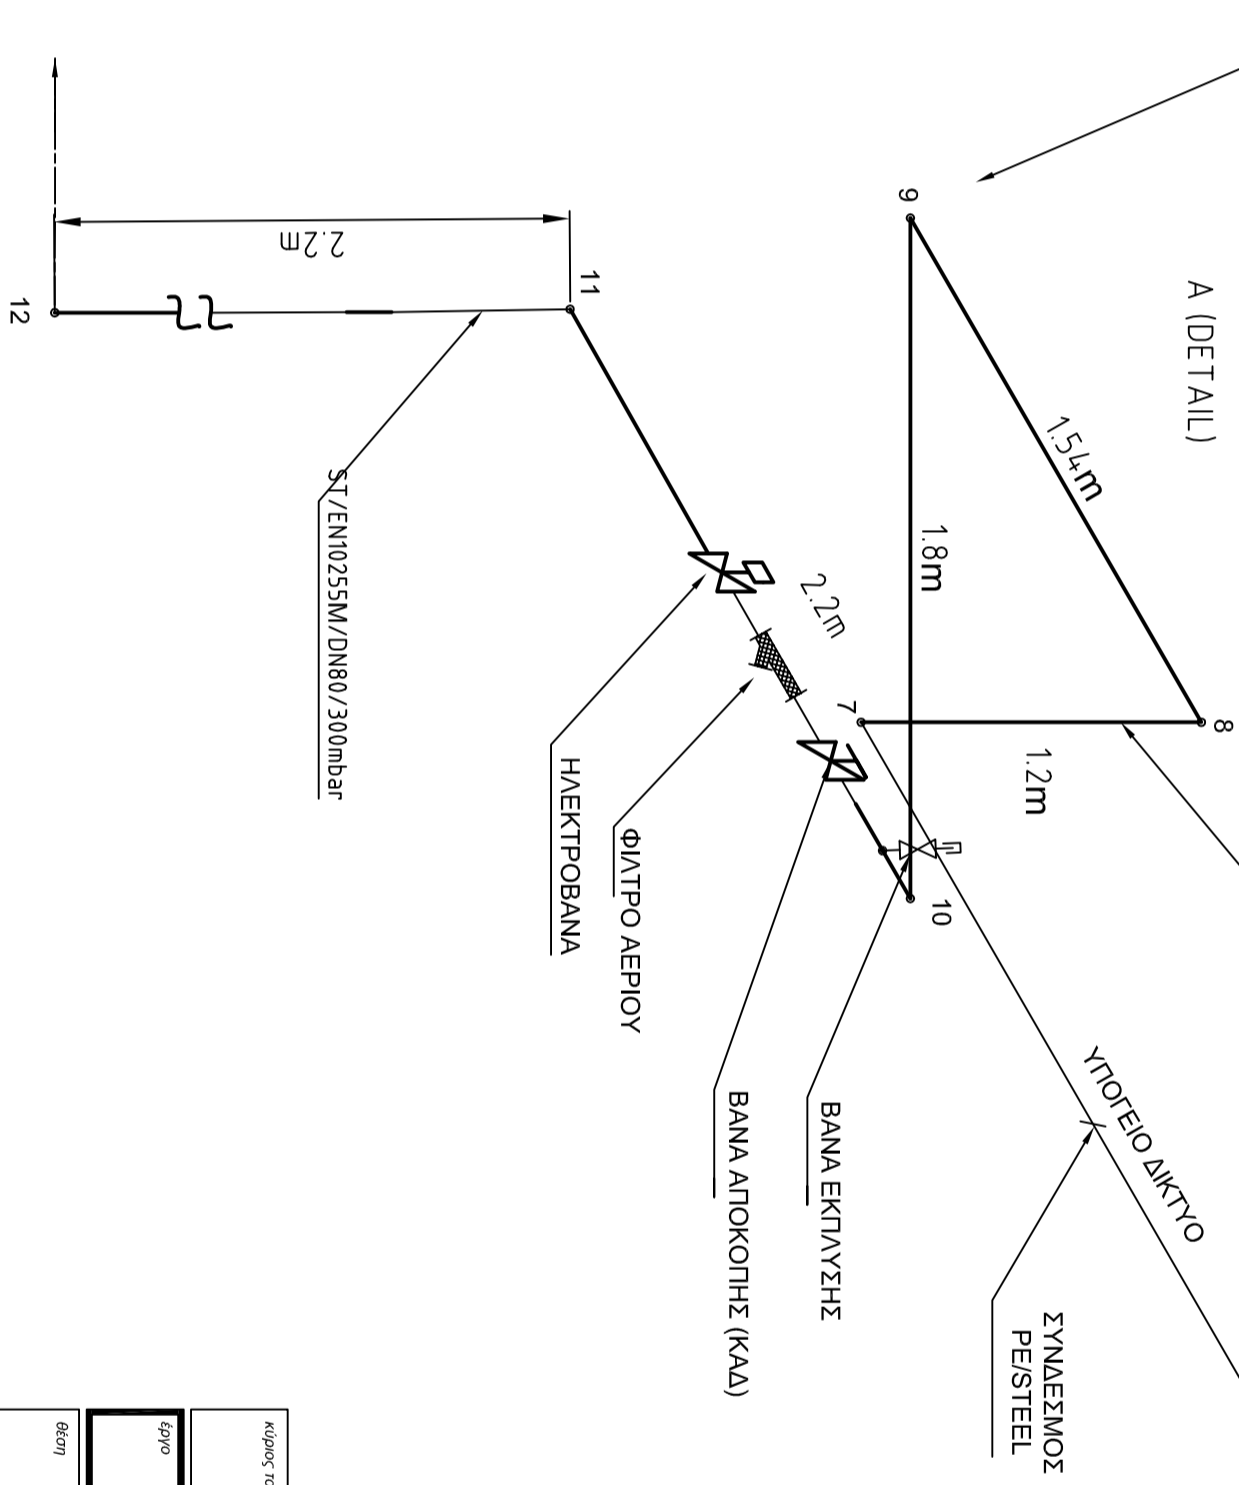 A (DETAIL)
9
8
1.54m
1.8m
1.2m
7
10
2.2m
11
2.2m
12
ST/EN10255M/DN80/300mbar
ΗΛΕΚΤΡΟΒΑΝΑ
ΦΙΛΤΡΟ ΑΕΡΙΟΥ
ΒΑΝΑ ΑΠΟΚΟΠΗΣ (ΚΑΔ)
ΒΑΝΑ ΕΚΠΛΥΣΗΣ
ΥΠΟΓΕΙΟ ΔΙΚΤΥΟ
ΣΥΝΔΕΣΜΟΣ
PE/STEEL
κύριος
έργο
θέση